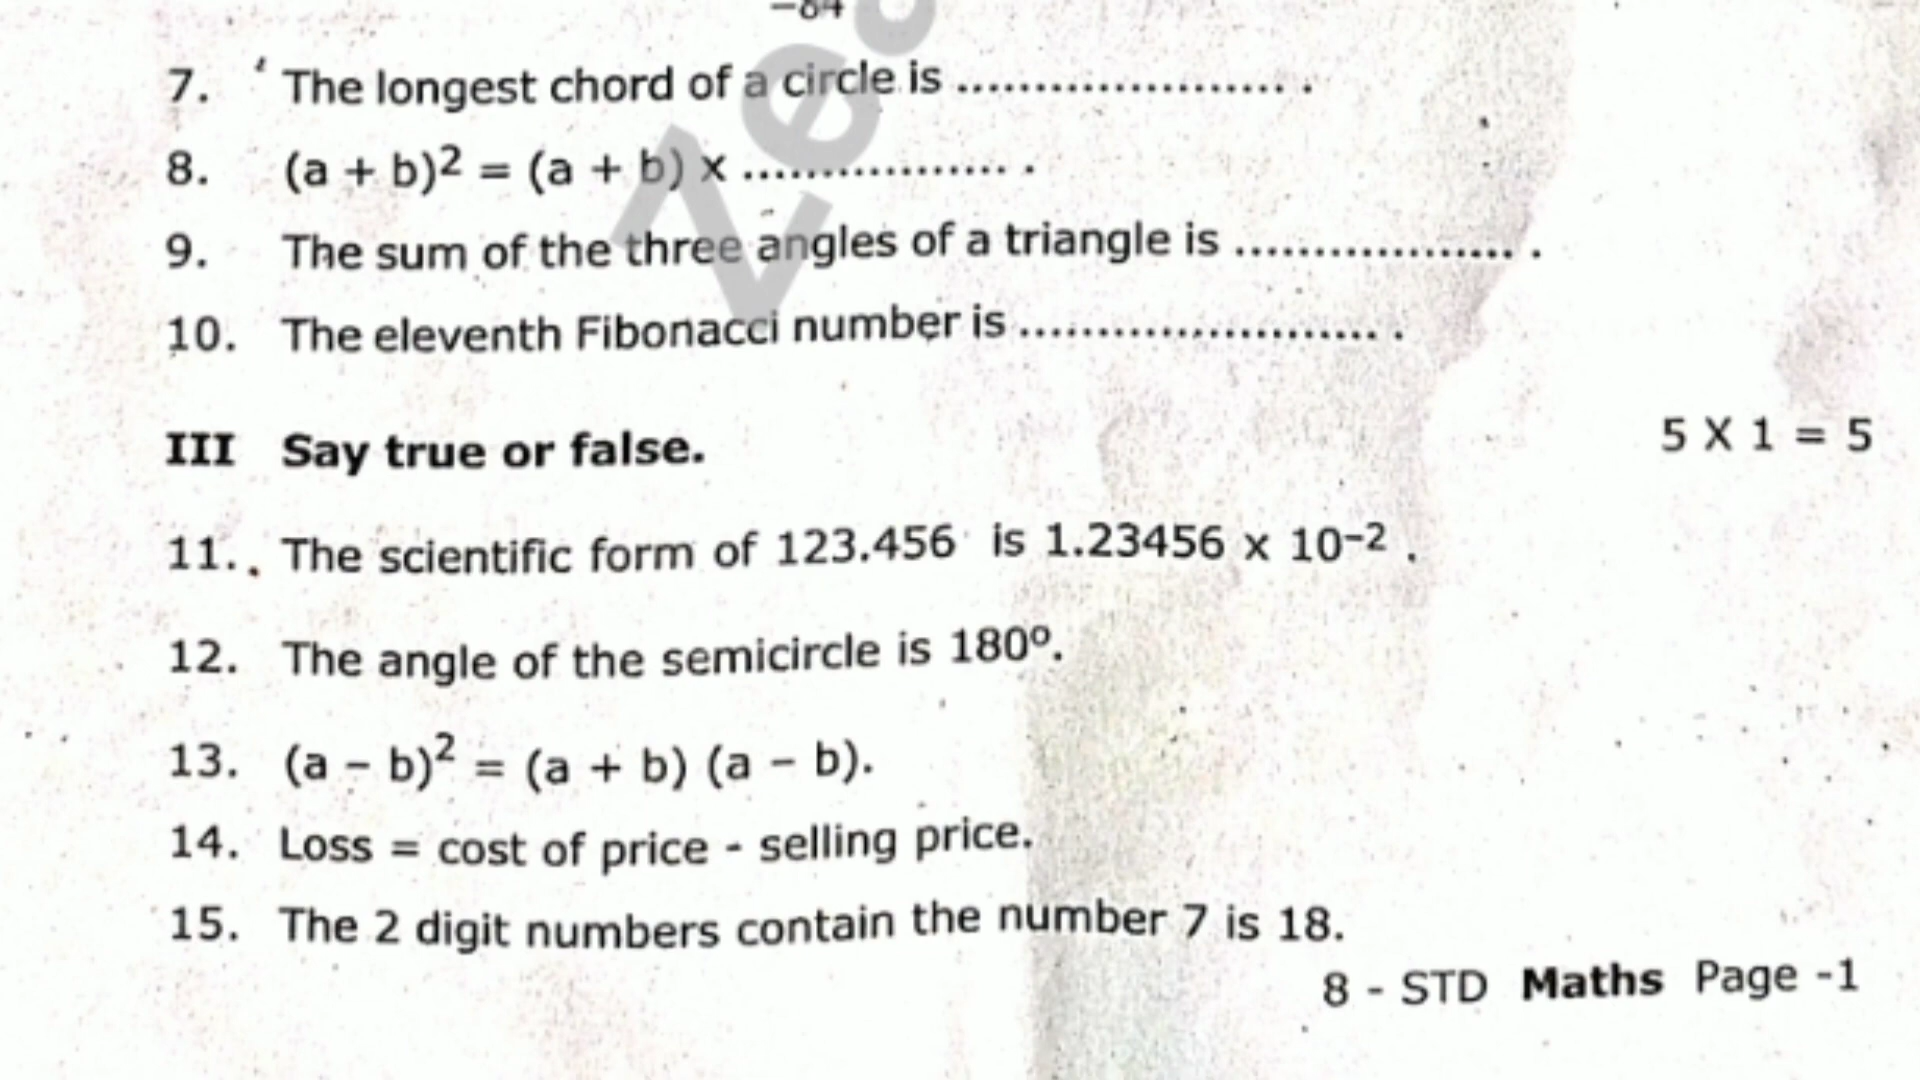 7. The longest chord of a circle is ..................... .
8. (a + b)² = (a + b) x ................. .
9. The sum of the three angles of a triangle is .................. .
10. The eleventh Fibonacci number is ....................... .
III Say true or false. 5 X 1 = 5
11. The scientific form of 123.456 is 1.23456 x 10⁻² .
12. The angle of the semicircle is 180º.
13. (a – b)² = (a + b) (a – b).
14. Loss = cost of price - selling price.
15. The 2 digit numbers contain the number 7 is 18.
8 - STD Maths Page -1